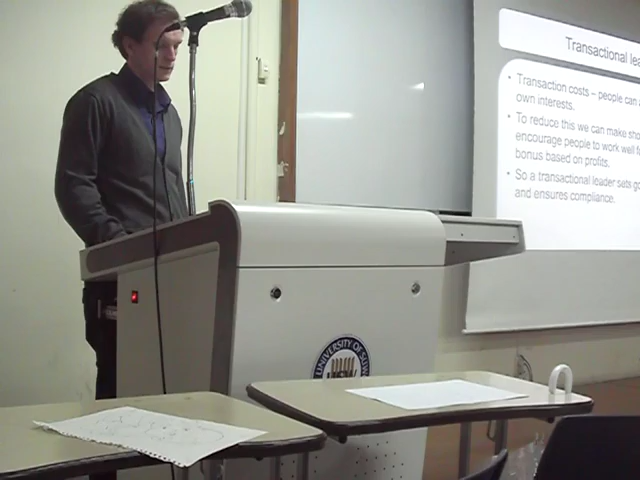 Transactional lea
• Transaction costs – people can a
own interests.
• To reduce this we can make sho
encourage people to work well f
bonus based on profits.
• So a transactional leader sets go
and ensures compliance.
UNIVERSITY OF